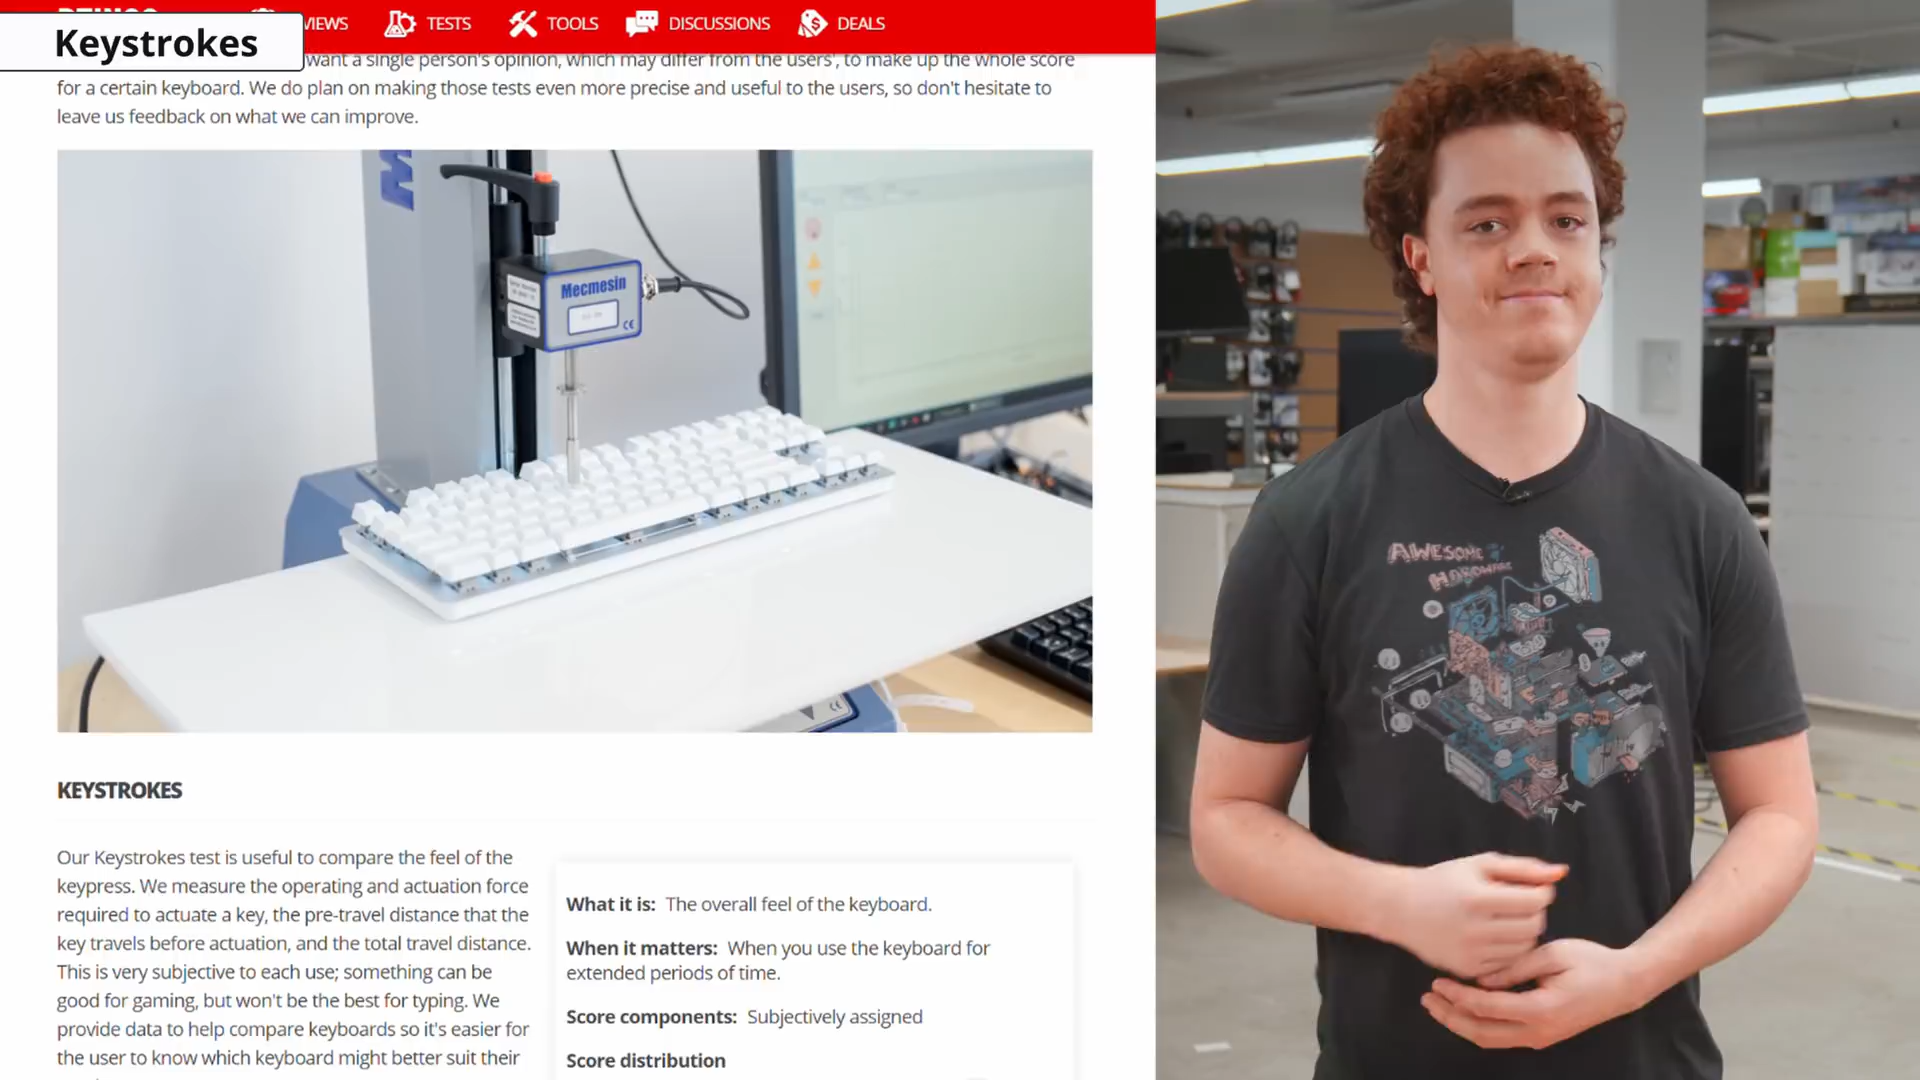 Keystrokes
TESTS
TOOLS
DISCUSSIONS
DEALS
want a single person's opinion, which may differ from the users', to make up the whole score
for a certain keyboard. We do plan on making those tests even more precise and useful to the users, so don't hesitate to
leave us feedback on what we can improve.
Mecmesin
AWESOME
HARDWARE
KEYSTROKES
Our Keystrokes test is useful to compare the feel of the
keypress. We measure the operating and actuation force
required to actuate a key, the pre-travel distance that the
key travels before actuation, and the total travel distance.
This is very subjective to each use; something can be
good for gaming, but won't be the best for typing. We
provide data to help compare keyboards so it's easier for
the user to know which keyboard might better suit their
What it is: The overall feel of the keyboard.
When it matters: When you use the keyboard for
extended periods of time.
Score components: Subjectively assigned
Score distribution